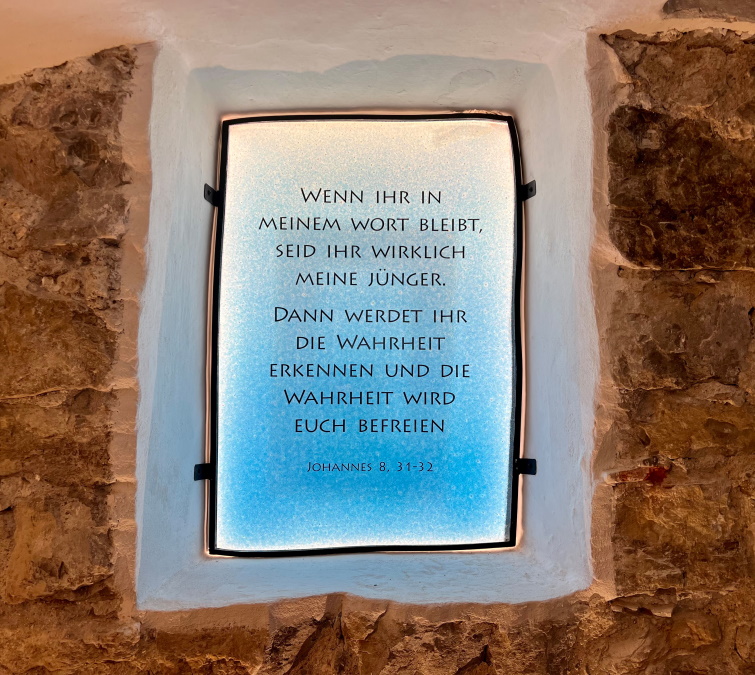 Wenn ihr in
meinem Wort bleibt,
seid ihr wirklich
meine Jünger.
Dann werdet ihr
die Wahrheit
erkennen und die
Wahrheit wird
euch befreien
Johannes 8, 31-32